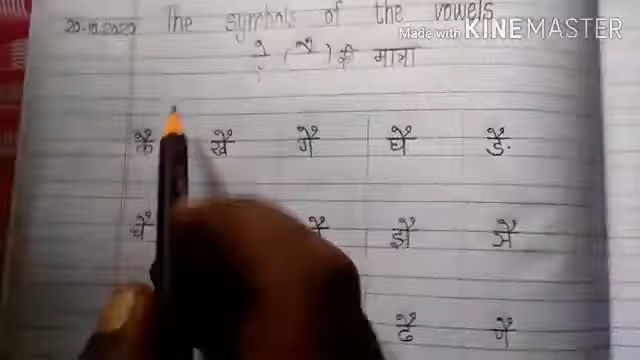 20-10-2020 The symbols of the vowels
Made with KINEMASTER
ै (ै) की मात्रा
कै खै गै घै ङै
चै झै ञै
ढै णै